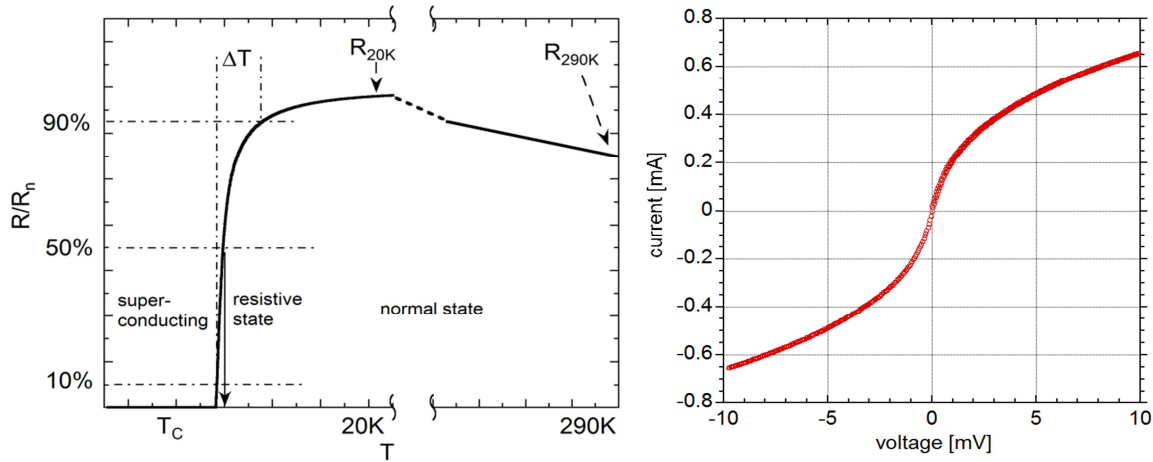 ΔT
R20K
R290K
90%
R/Rn
50%
super-
conducting
resistive
state
normal state
10%
TC
20K
290K
T
0.8
0.6
0.4
0.2
0
-0.2
-0.4
-0.6
-0.8
current [mA]
-10
-5
0
5
10
voltage [mV]